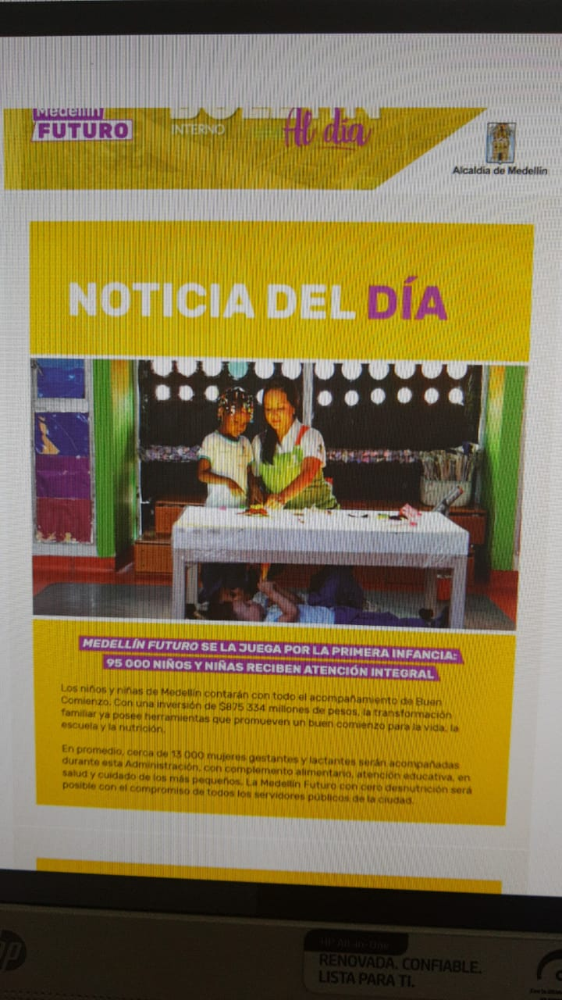 Medellín
FUTURO
BOLETÍN
INTERNO
Al día
Alcaldía de Medellín
NOTICIA DEL DÍA
MEDELLÍN FUTURO SE LA JUEGA POR LA PRIMERA INFANCIA:
95 000 NIÑOS Y NIÑAS RECIBEN ATENCIÓN INTEGRAL
Los niños y niñas de Medellín contarán con todo el acompañamiento de Buen
Comienzo. Con una inversión de $875 334 millones de pesos, la transformación
familiar ya posee herramientas que promueven un buen comienzo para la vida, la
escuela y la nutrición.
En promedio, cerca de 13 000 mujeres gestantes y lactantes serán acompañadas
durante esta Administración, con complemento alimentario, atención educativa, en
salud y cuidado de los más pequeños. La Medellín Futuro con cero desnutrición será
posible con el compromiso de todos los servidores públicos de la ciudad.
hp
HP All-in-One
RENOVADA. CONFIABLE.
LISTA PARA TI.